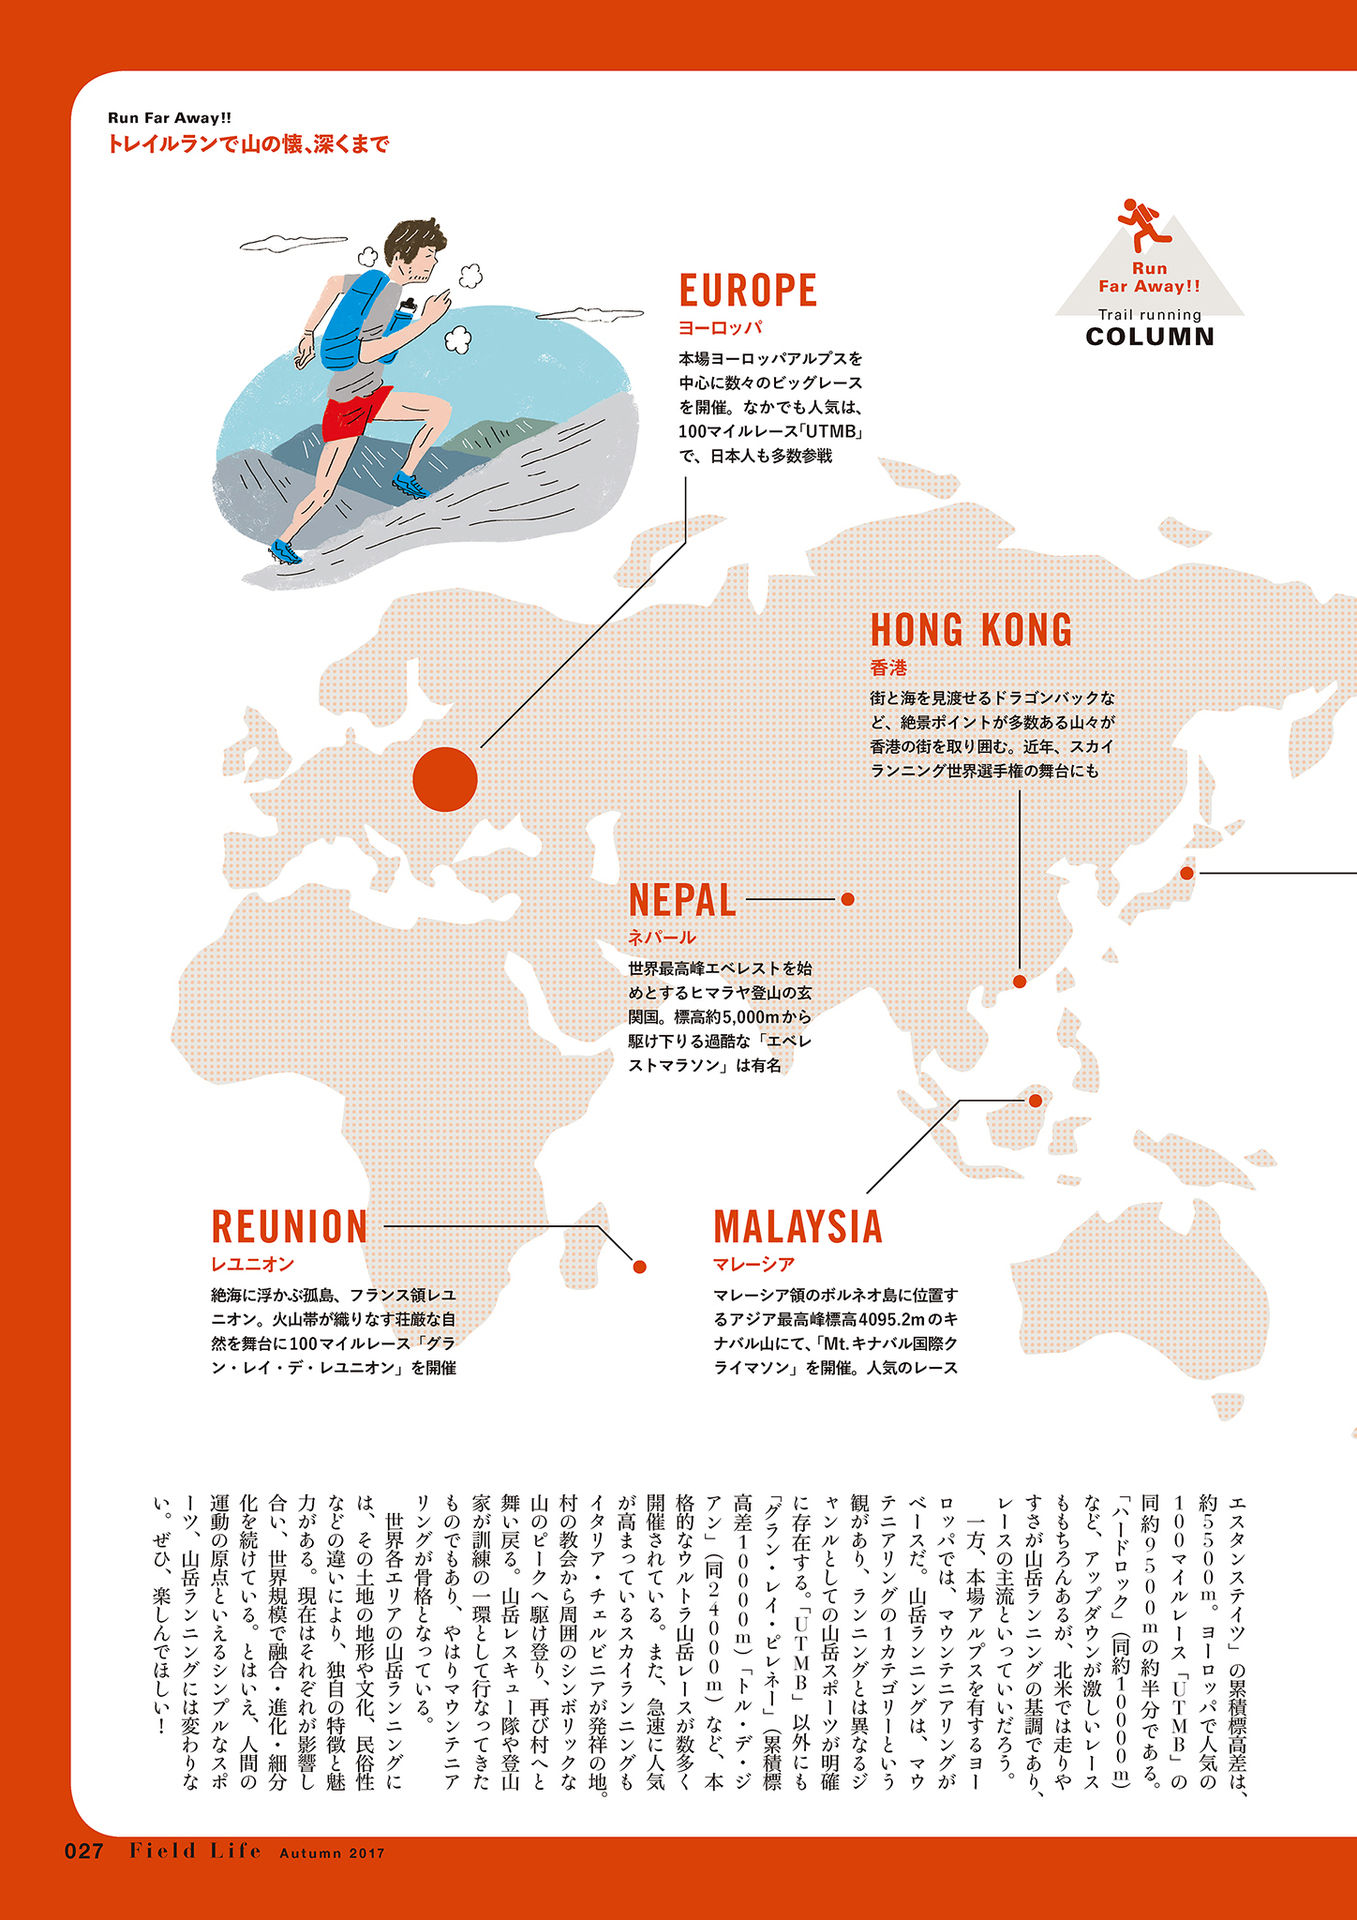 Run Far Away!!
トレイルランで山の懐、深くまで
Run
Far Away!!
Trail running
COLUMN
EUROPE
ヨーロッパ
本場ヨーロッパアルプスを
中心に数々のビッグレース
を開催。なかでも人気は、
100マイルレース「UTMB」
で、日本人も多数参戦
HONG KONG
香港
街と海を見渡せるドラゴンバックな
ど、絶景ポイントが多数ある山々が
香港の街を取り囲む。近年、スカイ
ランニング世界選手権の舞台にも
NEPAL
ネパール
世界最高峰エベレストを始
めとするヒマラヤ登山の玄
関国。標高約5,000mから
駆け下りる過酷な「エベレ
ストマラソン」は有名
REUNION
レユニオン
絶海に浮かぶ孤島、フランス領レユ
ニオン。火山帯が織りなす荘厳な自
然を舞台に100マイルレース「グラ
ン・レイ・デ・レユニオン」を開催
MALAYSIA
マレーシア
マレーシア領のボルネオ島に位置す
るアジア最高峰標高4095.2mのキ
ナバル山にて、「Mt.キナバル国際ク
ライマソン」を開催。人気のレース
エスタンステイツ」の累積標高差は、
約5500m。ヨーロッパで人気の
100マイルレース「UTMB」の
同約9500mの約半分である。
「ハードロック」(同約10000m)
など、アップダウンが激しいレース
ももちろんあるが、北米では走りや
すさが山岳ランニングの基調であり、
レースの主流といっていいだろう。
一方、本場アルプスを有するヨー
ロッパでは、マウンテニアリングが
ベースだ。山岳ランニングは、マウ
テニアリングの1カテゴリーという
観があり、ランニングとは異なるジ
ャンルとしての山岳スポーツが明確
に存在する。「UTMB」以外にも
「グラン・レイ・ピレネー」(累積標
高差10000m)「トル・デ・ジ
アン」(同24000m)など、本
格的なウルトラ山岳レースが数多く
開催されている。また、急速に人気
が高まっているスカイランニングも
イタリア・チェルビニアが発祥の地。
村の教会から周囲のシンボリックな
山のピークへ駆け登り、再び村へと
舞い戻る。山岳レスキュー隊や登山
家が訓練の一環として行なってきた
ものでもあり、やはりマウンテニア
リングが骨格となっている。
世界各エリアの山岳ランニングに
は、その土地の地形や文化、民俗性
などの違いにより、独自の特徴と魅
力がある。現在はそれぞれが影響し
合い、世界規模で融合・進化・細分
化を続けている。とはいえ、人間の
運動の原点といえるシンプルなスポ
ーツ、山岳ランニングには変わりな
い。ぜひ、楽しんでほしい!
027 Field Life Autumn 2017